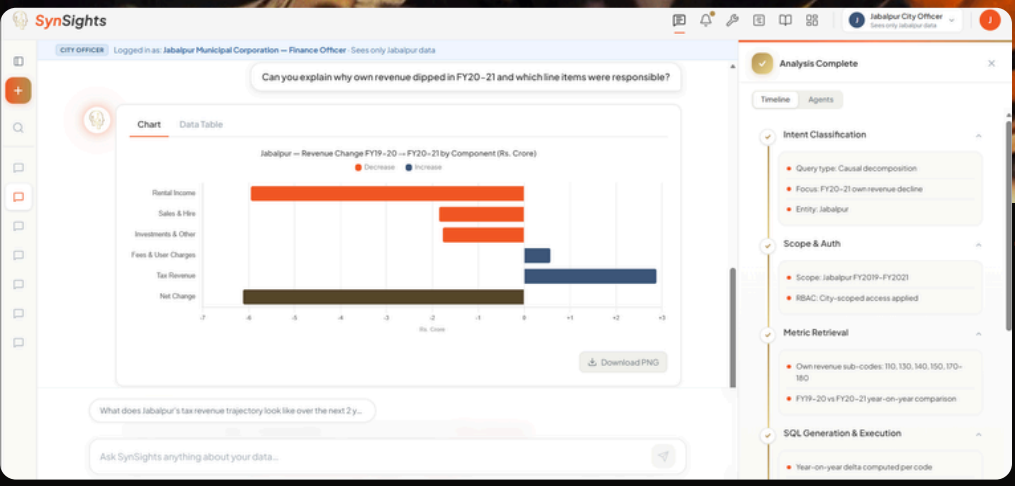 SynSights
J
Jabalpur City Officer
Sees only Jabalpur data
J
CITY OFFICER
Logged in as: Jabalpur Municipal Corporation — Finance Officer · Sees only Jabalpur data
Can you explain why own revenue dipped in FY20-21 and which line items were responsible?
Chart
Data Table
Jabalpur — Revenue Change FY19-20 → FY20-21 by Component (Rs. Crore)
Decrease
Increase
Rental Income
Sales & Hire
Investments & Other
Fees & User Charges
Tax Revenue
Net Change
-7 -6 -5 -4 -3 -2 -1 0 +1 +2 +3
Rs. Crore
Download PNG
What does Jabalpur's tax revenue trajectory look like over the next 2 y...
Ask SynSights anything about your data...
Analysis Complete
Timeline
Agents
Intent Classification
Query type: Causal decomposition
Focus: FY20-21 own revenue decline
Entity: Jabalpur
Scope & Auth
Scope: Jabalpur FY2019-FY2021
RBAC: City-scoped access applied
Metric Retrieval
Own revenue sub-codes: 110, 130, 140, 150, 170-
180
FY19-20 vs FY20-21 year-on-year comparison
SQL Generation & Execution
Year-on-year delta computed per code